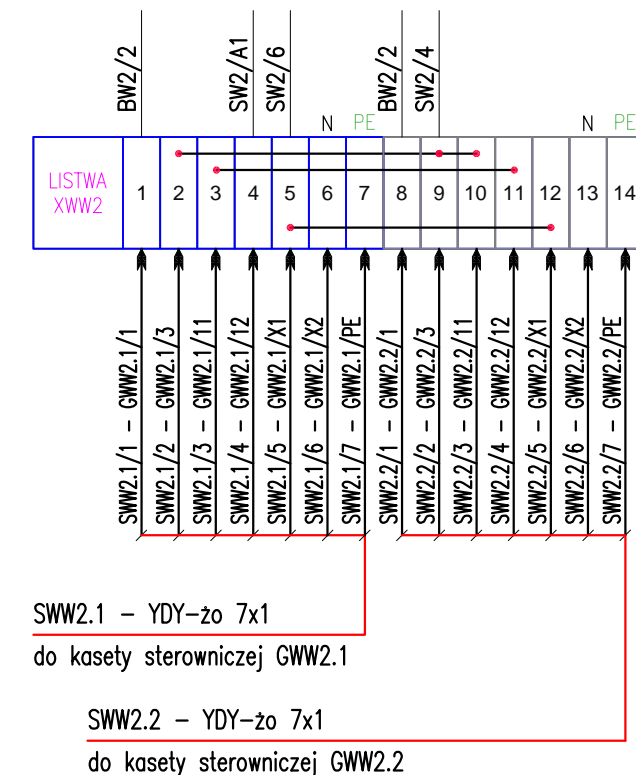 BW2/2
SW2/A1
SW2/6
BW2/2
SW2/4
N PE N PE
LISTWA
XWW2
1 2 3 4 5 6 7 8 9 10 11 12 13 14
SWW2.1/1 - GWW2.1/1
SWW2.1/2 - GWW2.1/3
SWW2.1/3 - GWW2.1/11
SWW2.1/4 - GWW2.1/12
SWW2.1/5 - GWW2.1/X1
SWW2.1/6 - GWW2.1/X2
SWW2.1/7 - GWW2.1/PE
SWW2.2/1 - GWW2.2/1
SWW2.2/2 - GWW2.2/3
SWW2.2/3 - GWW2.2/11
SWW2.2/4 - GWW2.2/12
SWW2.2/5 - GWW2.2/X1
SWW2.2/6 - GWW2.2/X2
SWW2.2/7 - GWW2.2/PE
SWW2.1 - YDY-żo 7x1
do kasety sterowniczej GWW2.1
SWW2.2 - YDY-żo 7x1
do kasety sterowniczej GWW2.2